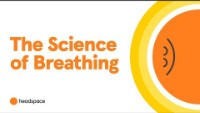 The Science
of Breathing
headspace